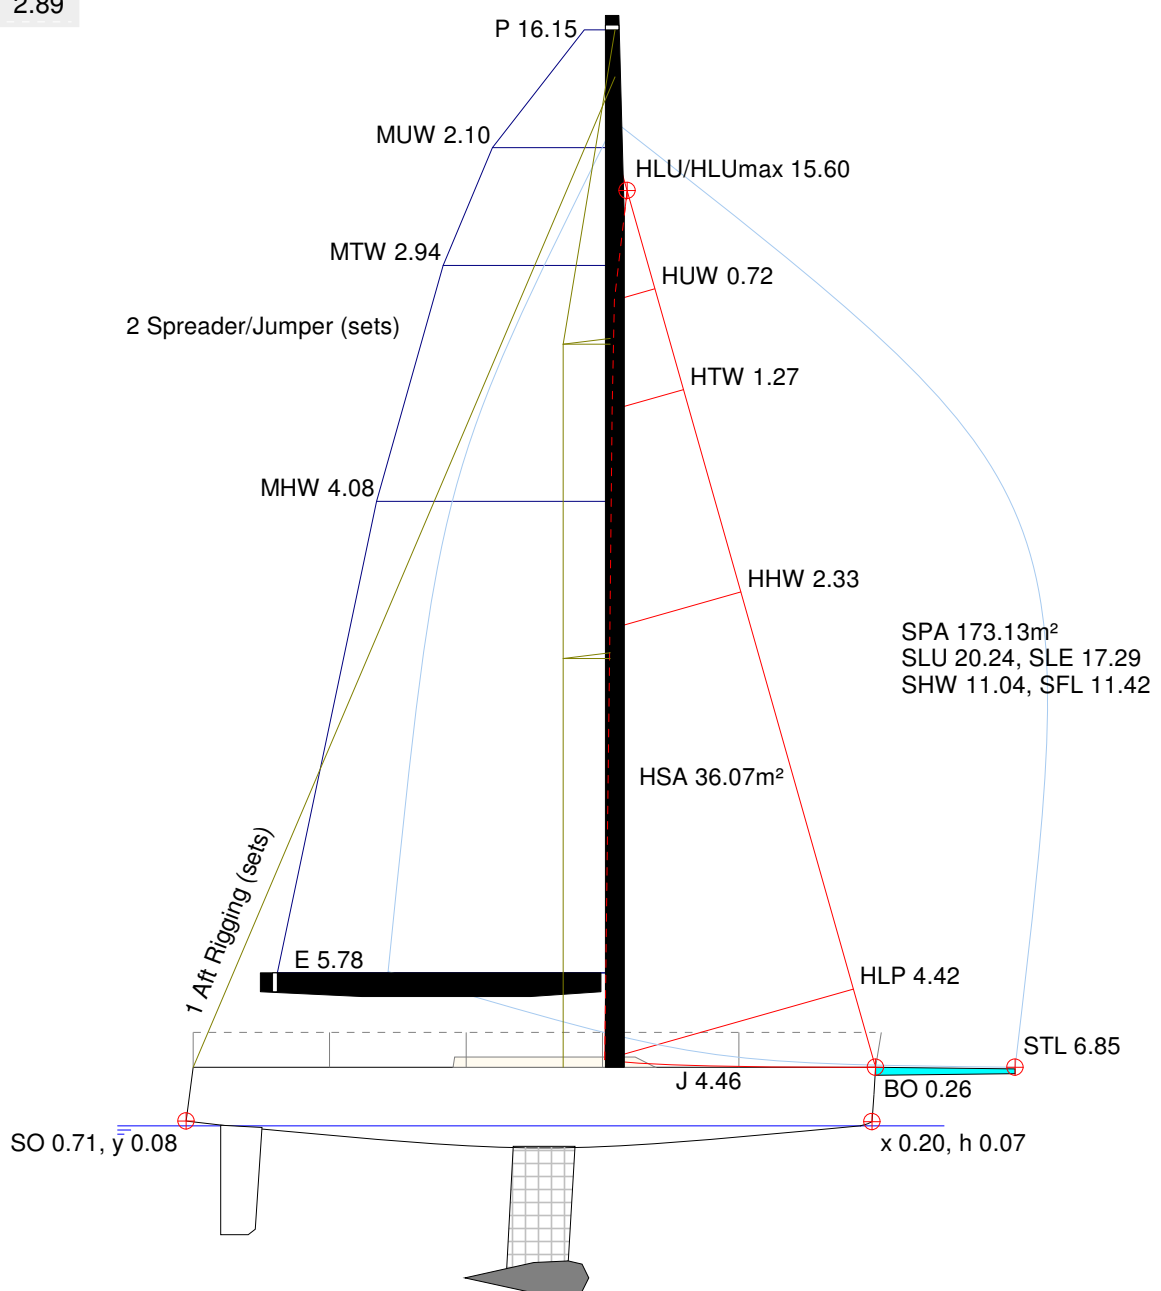 2.89
P 16.15
MUW 2.10
HLU/HLUmax 15.60
MTW 2.94
HUW 0.72
2 Spreader/Jumper (sets)
HTW 1.27
MHW 4.08
HHW 2.33
SPA 173.13m²
SLU 20.24, SLE 17.29
SHW 11.04, SFL 11.42
HSA 36.07m²
1 Aft Rigging (sets)
E 5.78
HLP 4.42
STL 6.85
J 4.46
BO 0.26
SO 0.71, y 0.08
x 0.20, h 0.07